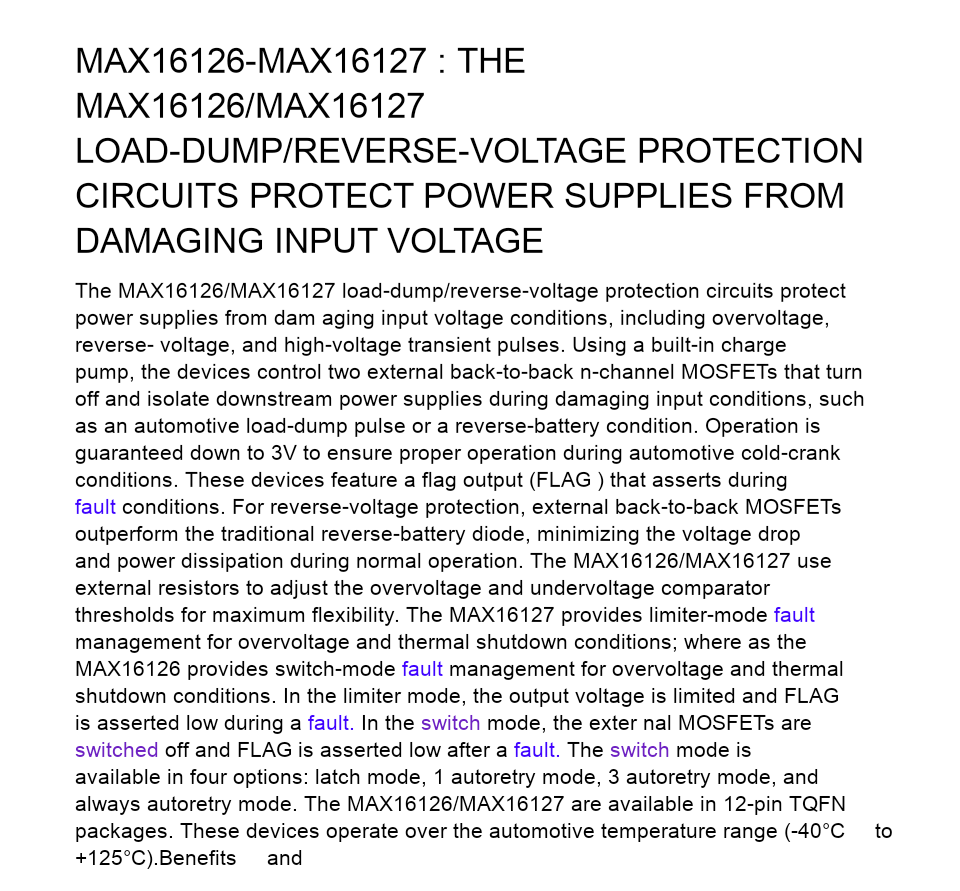 MAX16126-MAX16127 : THE
MAX16126/MAX16127
LOAD-DUMP/REVERSE-VOLTAGE PROTECTION
CIRCUITS PROTECT POWER SUPPLIES FROM
DAMAGING INPUT VOLTAGE
The MAX16126/MAX16127 load-dump/reverse-voltage protection circuits protect
power supplies from dam aging input voltage conditions, including overvoltage,
reverse- voltage, and high-voltage transient pulses. Using a built-in charge
pump, the devices control two external back-to-back n-channel MOSFETs that turn
off and isolate downstream power supplies during damaging input conditions, such
as an automotive load-dump pulse or a reverse-battery condition. Operation is
guaranteed down to 3V to ensure proper operation during automotive cold-crank
conditions. These devices feature a flag output (FLAG ) that asserts during
fault conditions. For reverse-voltage protection, external back-to-back MOSFETs
outperform the traditional reverse-battery diode, minimizing the voltage drop
and power dissipation during normal operation. The MAX16126/MAX16127 use
external resistors to adjust the overvoltage and undervoltage comparator
thresholds for maximum flexibility. The MAX16127 provides limiter-mode fault
management for overvoltage and thermal shutdown conditions; where as the
MAX16126 provides switch-mode fault management for overvoltage and thermal
shutdown conditions. In the limiter mode, the output voltage is limited and FLAG
is asserted low during a fault. In the switch mode, the exter nal MOSFETs are
switched off and FLAG is asserted low after a fault. The switch mode is
available in four options: latch mode, 1 autoretry mode, 3 autoretry mode, and
always autoretry mode. The MAX16126/MAX16127 are available in 12-pin TQFN
packages. These devices operate over the automotive temperature range (-40°C to
+125°C).Benefits and